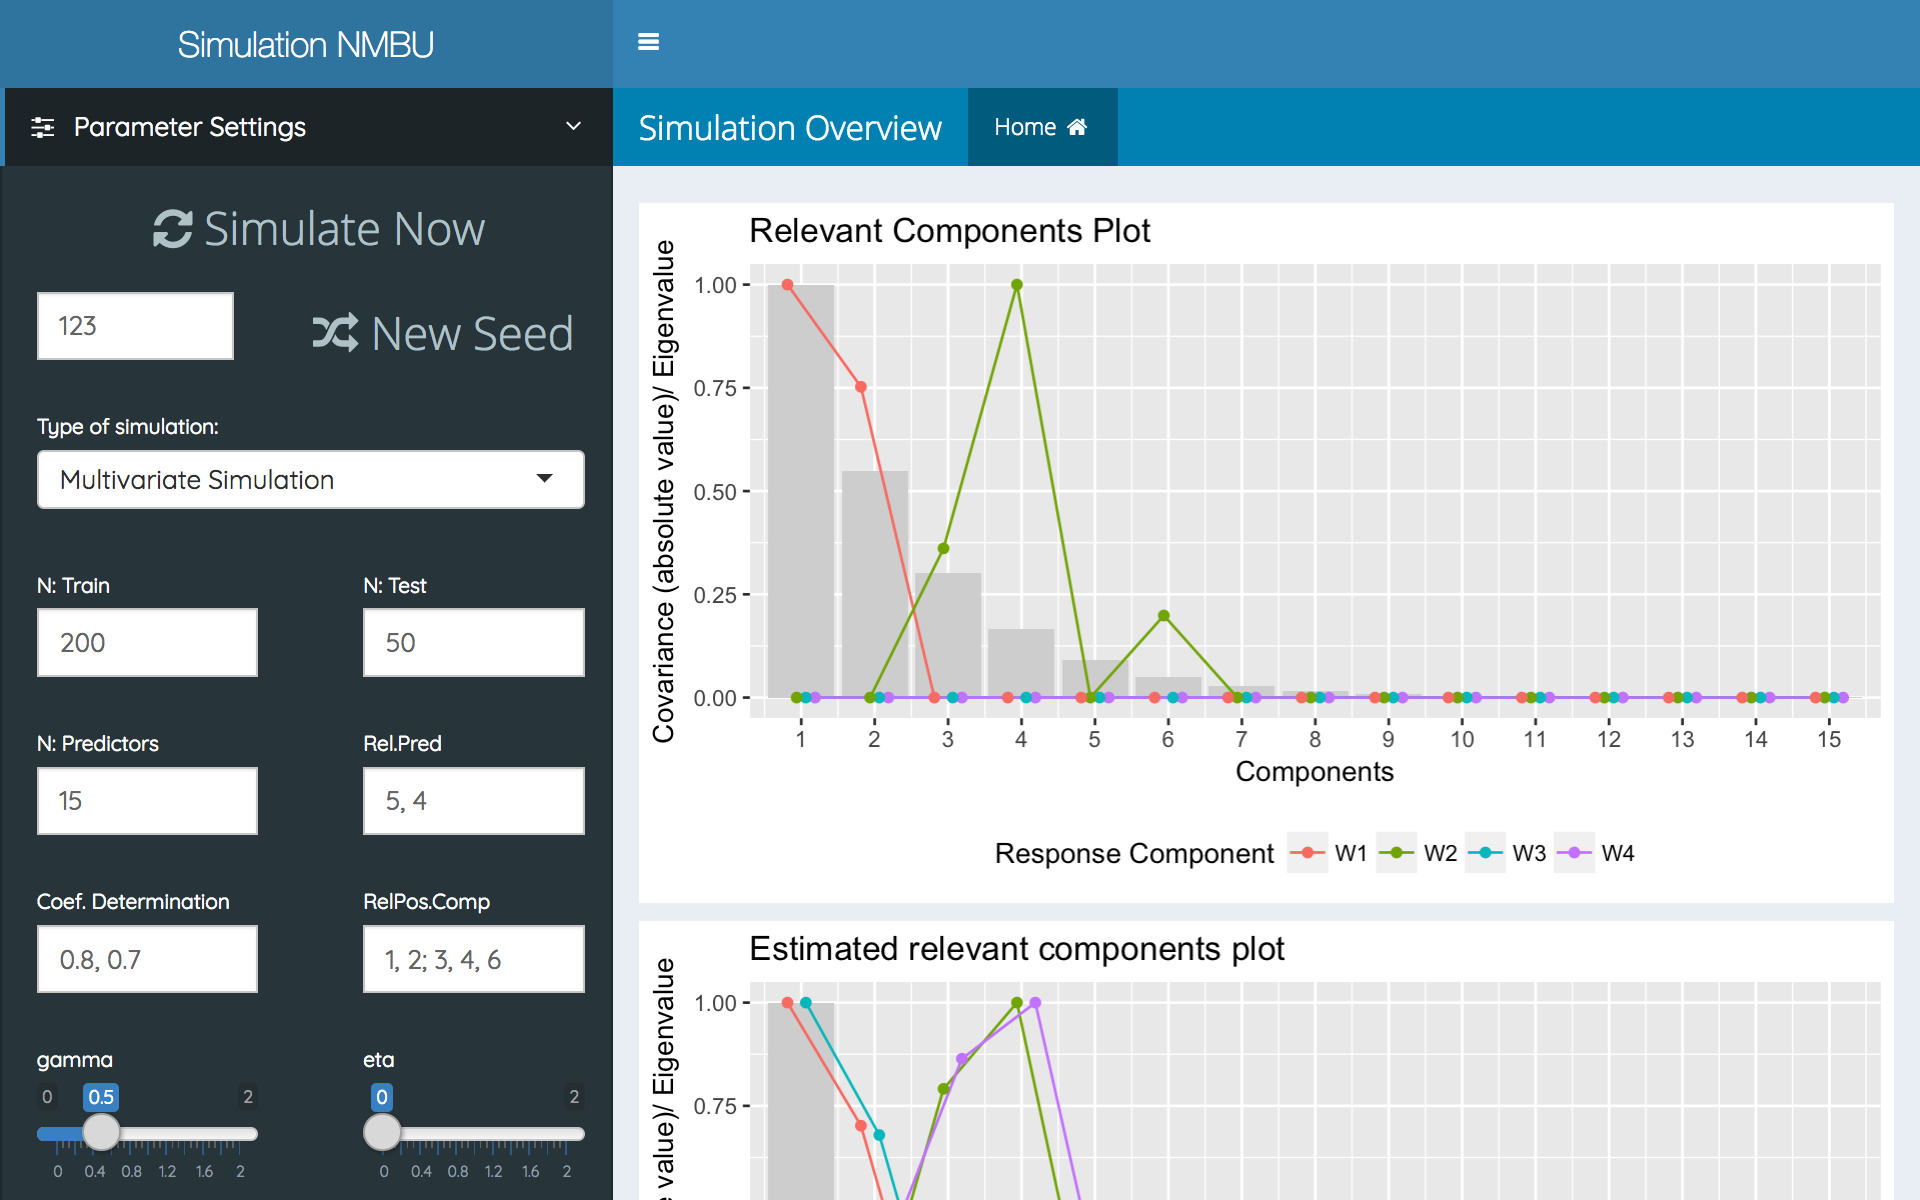 Simulation NMBU
Parameter Settings
Simulate Now
123
New Seed
Type of simulation:
Multivariate Simulation
N: Train
N: Test
200
50
N: Predictors
Rel.Pred
15
5, 4
Coef. Determination
RelPos.Comp
0.8, 0.7
1, 2; 3, 4, 6
gamma
eta
0 0.5 2
0 2
0 0.4 0.8 1.2 1.6 2
0 0.4 0.8 1.2 1.6 2
Simulation Overview
Home
Relevant Components Plot
Covariance (absolute value)/ Eigenvalue
1.00
0.75
0.50
0.25
0.00
1 2 3 4 5 6 7 8 9 10 11 12 13 14 15
Components
Response Component W1 W2 W3 W4
Estimated relevant components plot
value)/ Eigenvalue
1.00
0.75